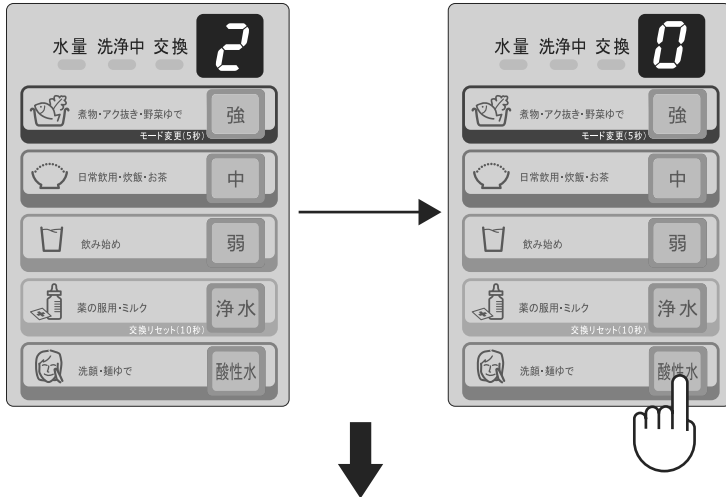 水量 洗浄中 交換 2
煮物・アク抜き・野菜ゆで 強
モード変更(5秒)
日常飲用・炊飯・お茶 中
飲み始め 弱
薬の服用・ミルク 浄水
交換リセット(10秒)
洗顔・麺ゆで 酸性水
水量 洗浄中 交換 0
煮物・アク抜き・野菜ゆで 強
モード変更(5秒)
日常飲用・炊飯・お茶 中
飲み始め 弱
薬の服用・ミルク 浄水
交換リセット(10秒)
洗顔・麺ゆで 酸性水